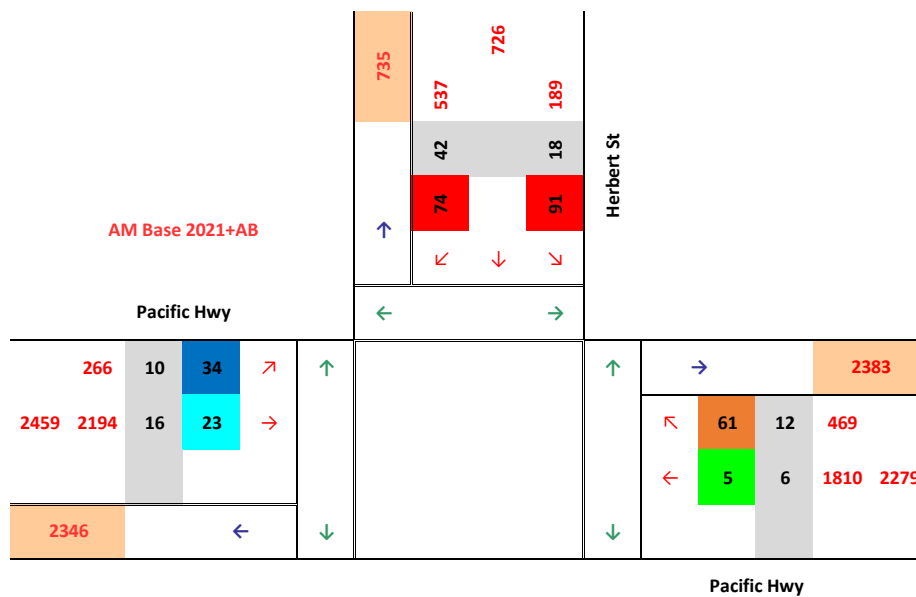 726
735
537 189
42 18
Herbert St
74 91
AM Base 2021+AB
↑
↙ ↓ ↘
Pacific Hwy
← →
266 10 34 ↗ ↑ ↑ → 2383
2459 2194 16 23 → ↖ 61 12 469
← 5 6 1810 2279
2346 ← ↓ ↓
Pacific Hwy